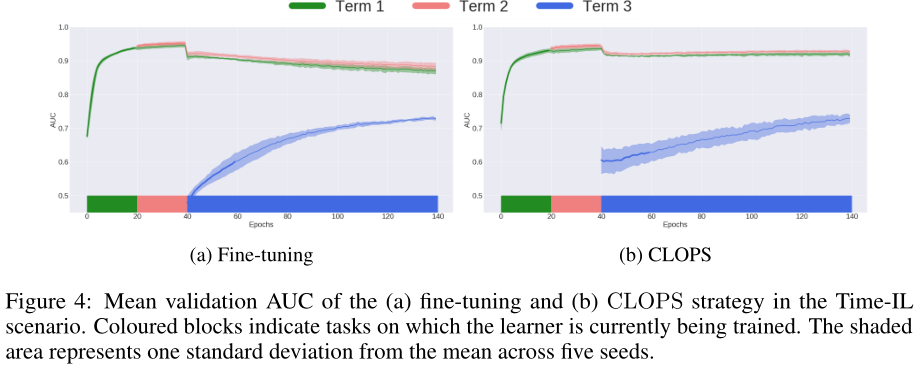 Term 1 Term 2 Term 3
1.0 1.0
0.9 0.9
0.8 0.8
AUC AUC
0.7 0.7
0.6 0.6
0.5 0.5
0 20 40 60 80 100 120 140 0 20 40 60 80 100 120 140
Epochs Epochs
(a) Fine-tuning (b) CLOPS
Figure 4: Mean validation AUC of the (a) fine-tuning and (b) CLOPS strategy in the Time-IL
scenario. Coloured blocks indicate tasks on which the learner is currently being trained. The shaded
area represents one standard deviation from the mean across five seeds.